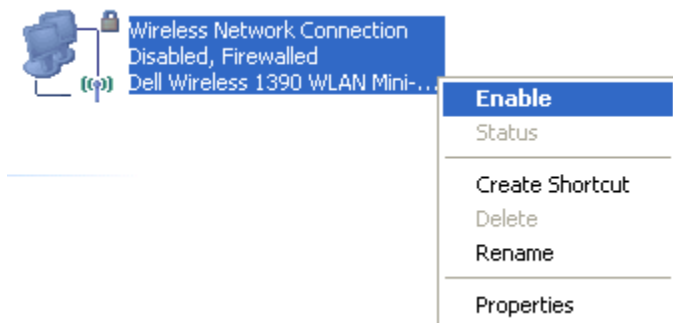 Wireless Network Connection
Disabled, Firewalled
Dell Wireless 1390 WLAN Mini-...
Enable
Status
Create Shortcut
Delete
Rename
Properties